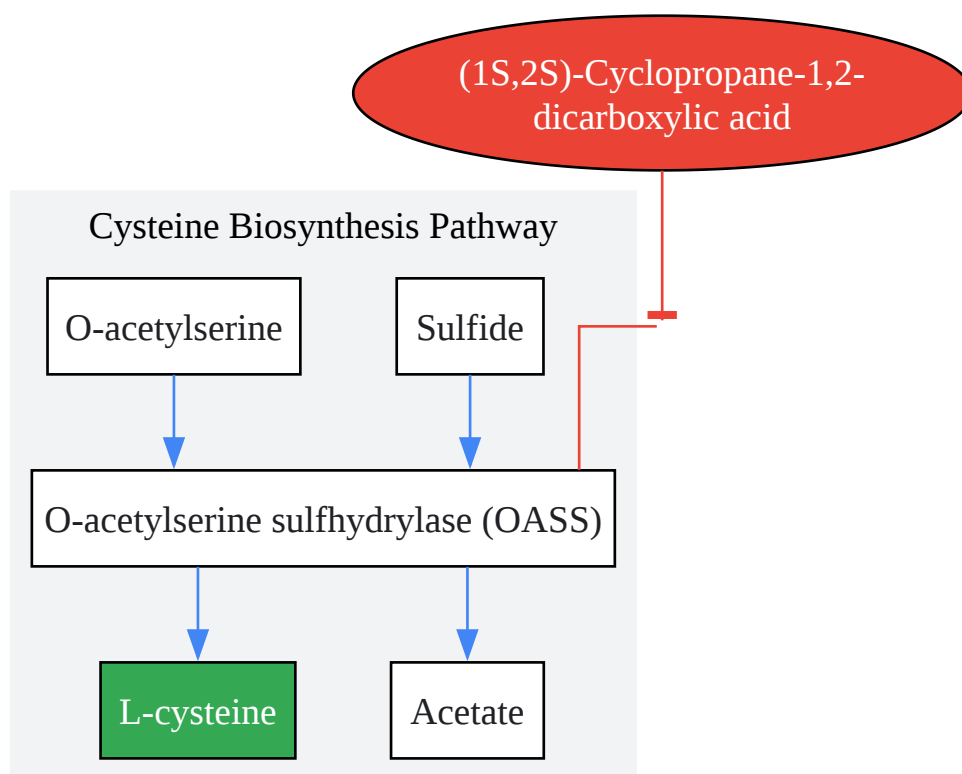 (1S,2S)-Cyclopropane-1,2-
dicarboxylic acid
Cysteine Biosynthesis Pathway
O-acetylserine
Sulfide
O-acetylserine sulfhydrylase (OASS)
L-cysteine
Acetate